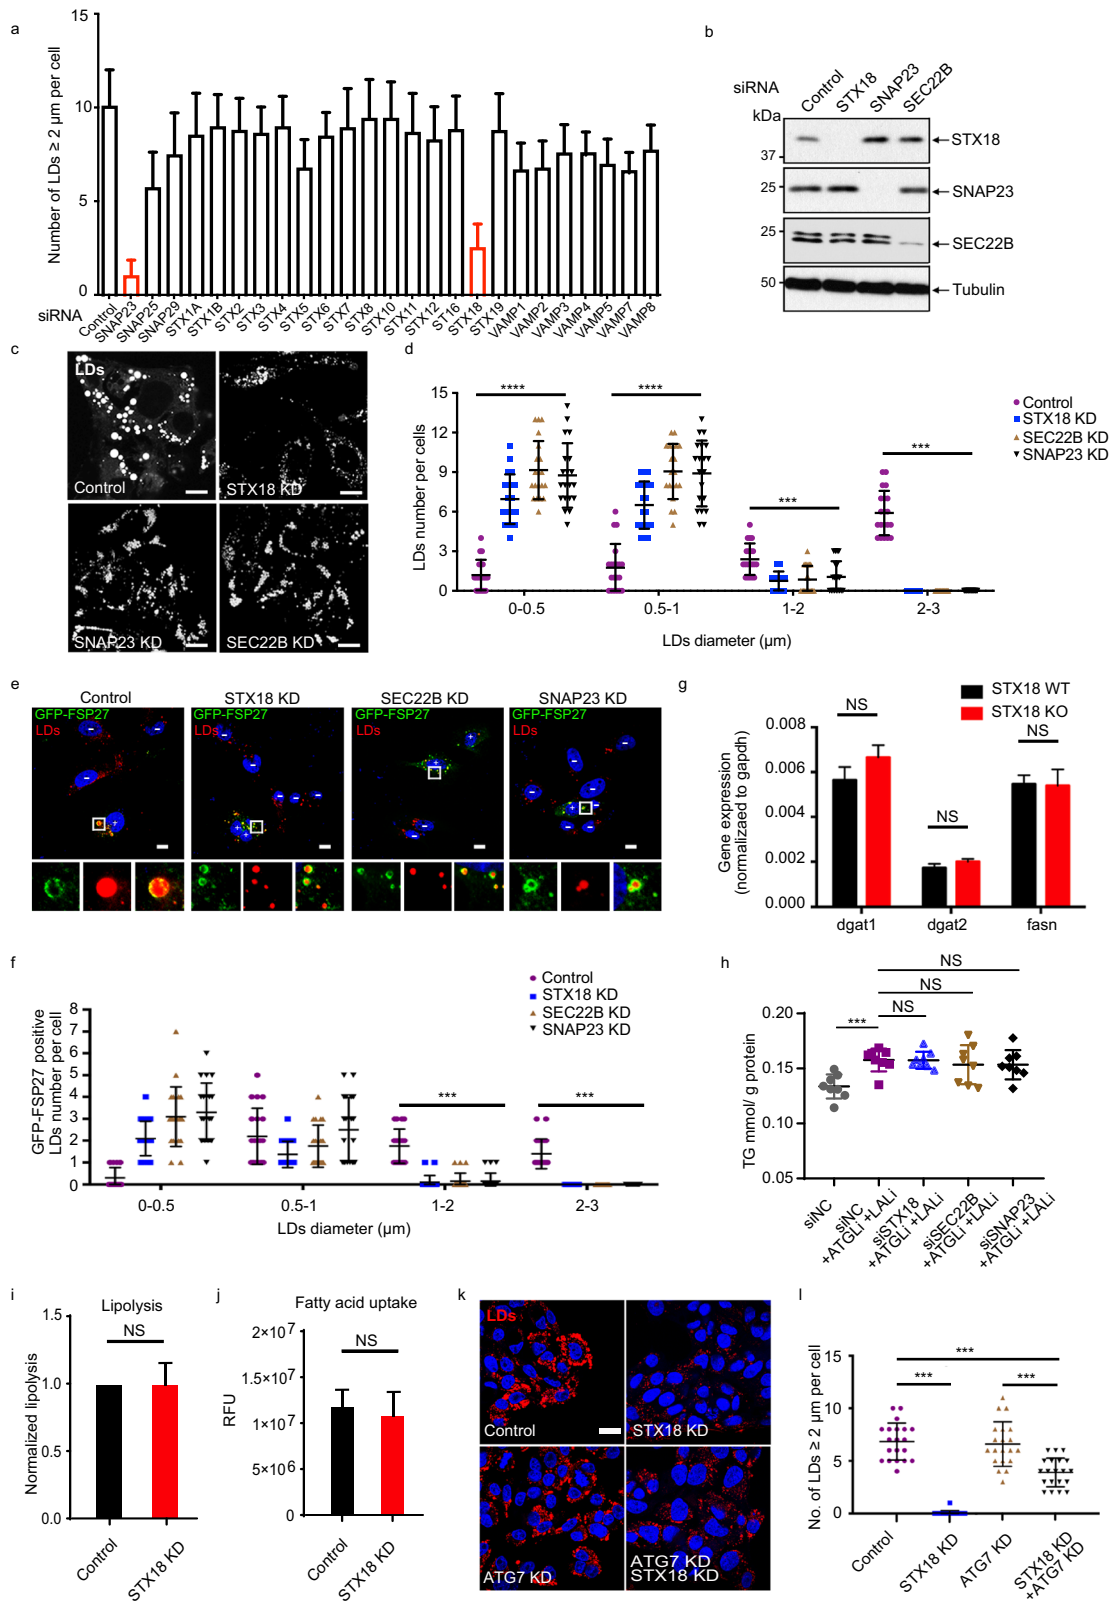 a
Number of LDs ≥ 2 µm per cell
10
5
0
siRNA
Control
SNAP23
SNAP25
SNAP29
STX1A
STX1B
STX2
STX3
STX4
STX5
STX6
STX7
STX8
STX10
STX11
STX12
ST16
STX18
STX19
VAMP1
VAMP2
VAMP3
VAMP4
VAMP5
VAMP7
VAMP8
b
siRNA
Control
STX18
SNAP23
SEC22B
kDa
37
STX18
25
SNAP23
25
SEC22B
50
Tubulin
c
LDs
Control
STX18 KD
SNAP23 KD
SEC22B KD
d
LDs number per cells
15
12
9
6
3
0
****
****
***
***
0-0.5
0.5-1
1-2
2-3
LDs diameter (µm)
Control
STX18 KD
SEC22B KD
SNAP23 KD
e
Control
STX18 KD
SEC22B KD
SNAP23 KD
GFP-FSP27
LDs
GFP-FSP27
LDs
GFP-FSP27
LDs
GFP-FSP27
LDs
g
STX18 WT
STX18 KO
Gene expression
(normalizaed to gapdh)
0.008
0.006
0.004
0.002
0.000
NS
NS
NS
dgat1
dgat2
fasn
f
GFP-FSP27 positive
LDs number per cell
8
7
6
5
4
3
2
1
0
***
***
0-0.5
0.5-1
1-2
2-3
LDs diameter (µm)
Control
STX18 KD
SEC22B KD
SNAP23 KD
h
TG mmol/ g protein
0.20
0.15
0.10
0.05
***
NS
NS
NS
siNC
siNC
+ATGLi +LALi
siSTX18
+ATGLi +LALi
siSEC22B
+ATGLi +LALi
siSNAP23
+ATGLi +LALi
i
Lipolysis
NS
Normalized lipolysis
1.5
1.0
0.5
0.0
Control
STX18 KD
j
Fatty acid uptake
NS
RFU
2×10⁷
1×10⁷
1×10⁷
5×10⁶
0
Control
STX18 KD
k
LDs
Control
STX18 KD
ATG7 KD
ATG7 KD
STX18 KD
l
No. of LDs ≥ 2 µm per cell
15
10
5
0
***
***
***
Control
STX18 KD
ATG7 KD
STX18 KD
+ATG7 KD